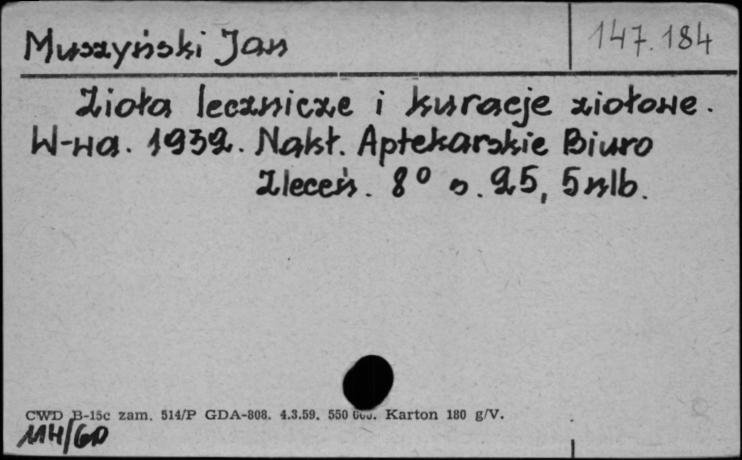 Muszyński Jan
147.184
Zioła lecznicze i kuracje ziołowe.
W-wa. 1932. Nakł. Aptekarskie Biuro
Zleceń. 8° s. 25, 5 nlb.
CWD B-15c zam. 514/P GDA-808. 4.3.59. 550 000. Karton 180 g/V.
MH/60